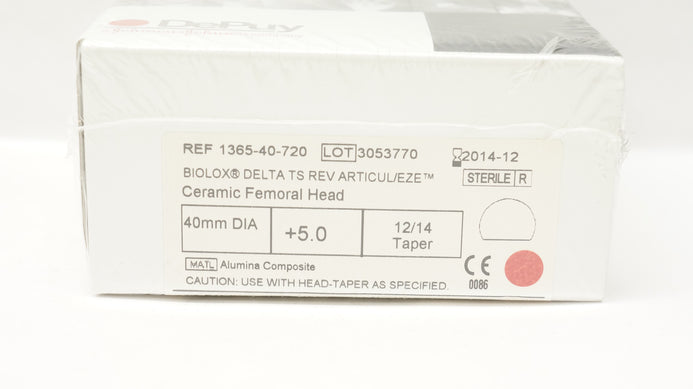 DePuy
REF 1365-40-720 LOT 3053770 2014-12
BIOLOX® DELTA TS REV ARTICUL/EZE™ STERILE R
Ceramic Femoral Head
40mm DIA +5.0 12/14 Taper
MATL Alumina Composite
CE 0086
CAUTION: USE WITH HEAD-TAPER AS SPECIFIED.